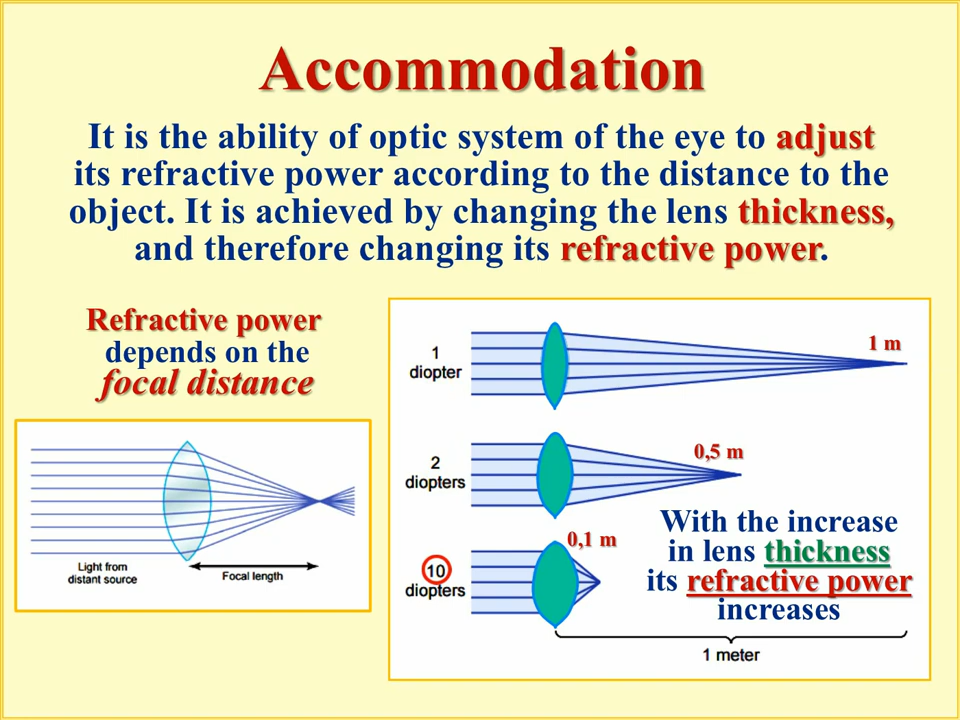 Accommodation
It is the ability of optic system of the eye to adjust
its refractive power according to the distance to the
object. It is achieved by changing the lens thickness,
and therefore changing its refractive power.
Refractive power
depends on the
focal distance
Light from
distant source
Focal length
1
diopter
1 m
2
diopters
0,5 m
10
diopters
0,1 m
With the increase
in lens thickness
its refractive power
increases
1 meter